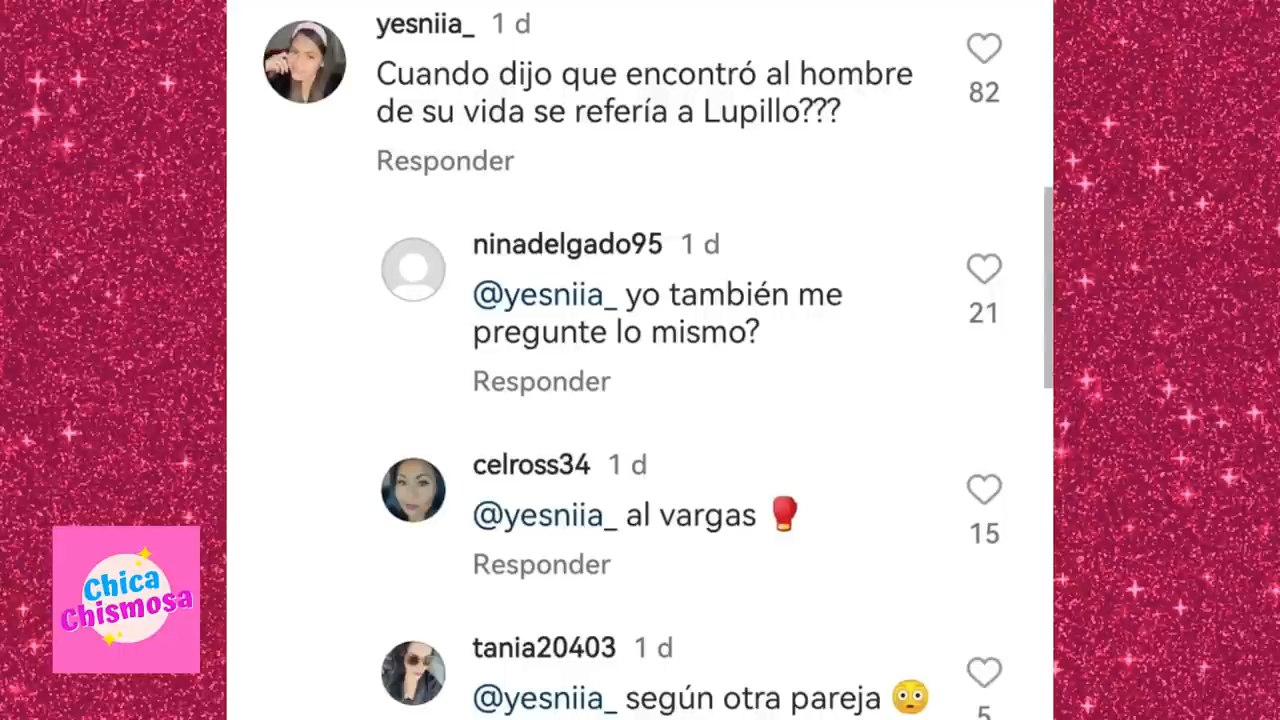 yesniia_ 1 d
Cuando dijo que encontró al hombre
de su vida se refería a Lupillo???
82
Responder
ninadelgado95 1 d
@yesniia_ yo también me
pregunte lo mismo?
21
Responder
celross34 1 d
@yesniia_ al vargas 🥊
15
Responder
tania20403 1 d
@yesniia_ según otra pareja 😳
5
Chica
Chismosa